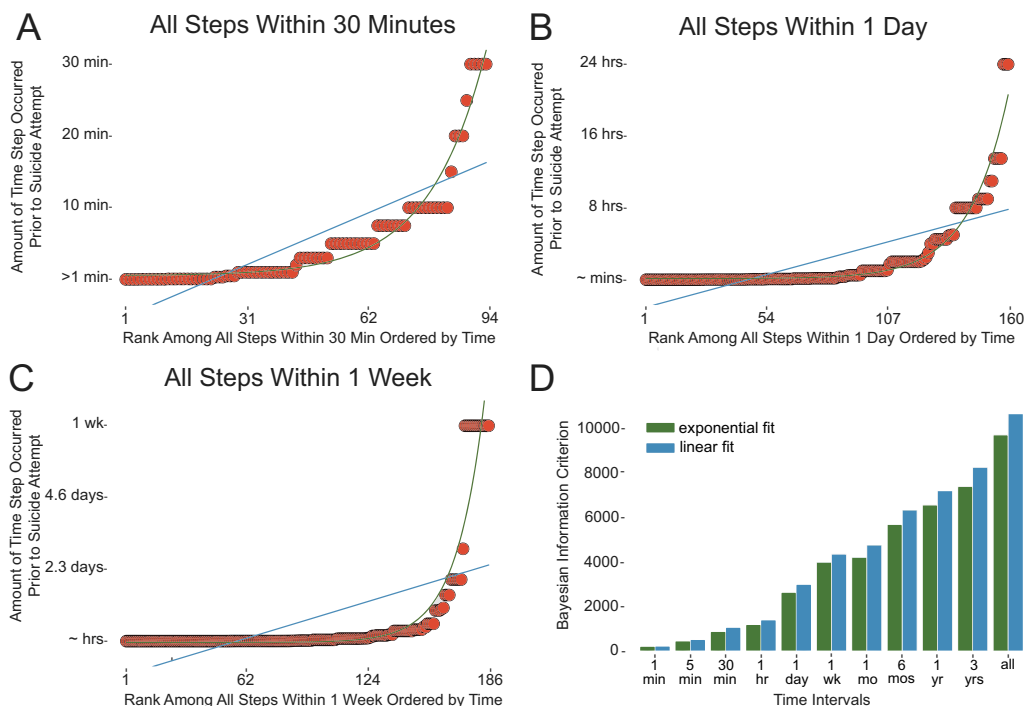 A
All Steps Within 30 Minutes
Amount of Time Step Occurred
Prior to Suicide Attempt
30 min-
20 min-
10 min-
>1 min-
1
31
62
94
Rank Among All Steps Within 30 Min Ordered by Time
B
All Steps Within 1 Day
Amount of Time Step Occurred
Prior to Suicide Attempt
24 hrs-
16 hrs-
8 hrs-
~ mins-
1
54
107
160
Rank Among All Steps Within 1 Day Ordered by Time
C
All Steps Within 1 Week
Amount of Time Step Occurred
Prior to Suicide Attempt
1 wk-
4.6 days-
2.3 days-
~ hrs-
1
62
124
186
Rank Among All Steps Within 1 Week Ordered by Time
D
Bayesian Information Criterion
10000-
8000-
6000-
4000-
2000-
0-
exponential fit
linear fit
1 min
5 min
30 min
1 hr
1 day
1 wk
1 mo
6 mos
1 yr
3 yrs
all
Time Intervals